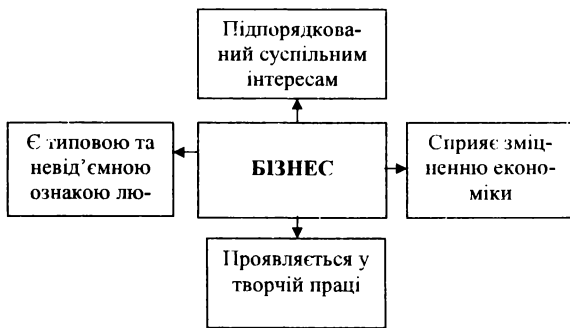 Підпорядкова-
ний суспільним
інтересам
Є типовою та
невід’ємною
ознакою лю-
БІЗНЕС
Сприяє зміц-
ненню еконо-
міки
Проявляється у
творчій праці